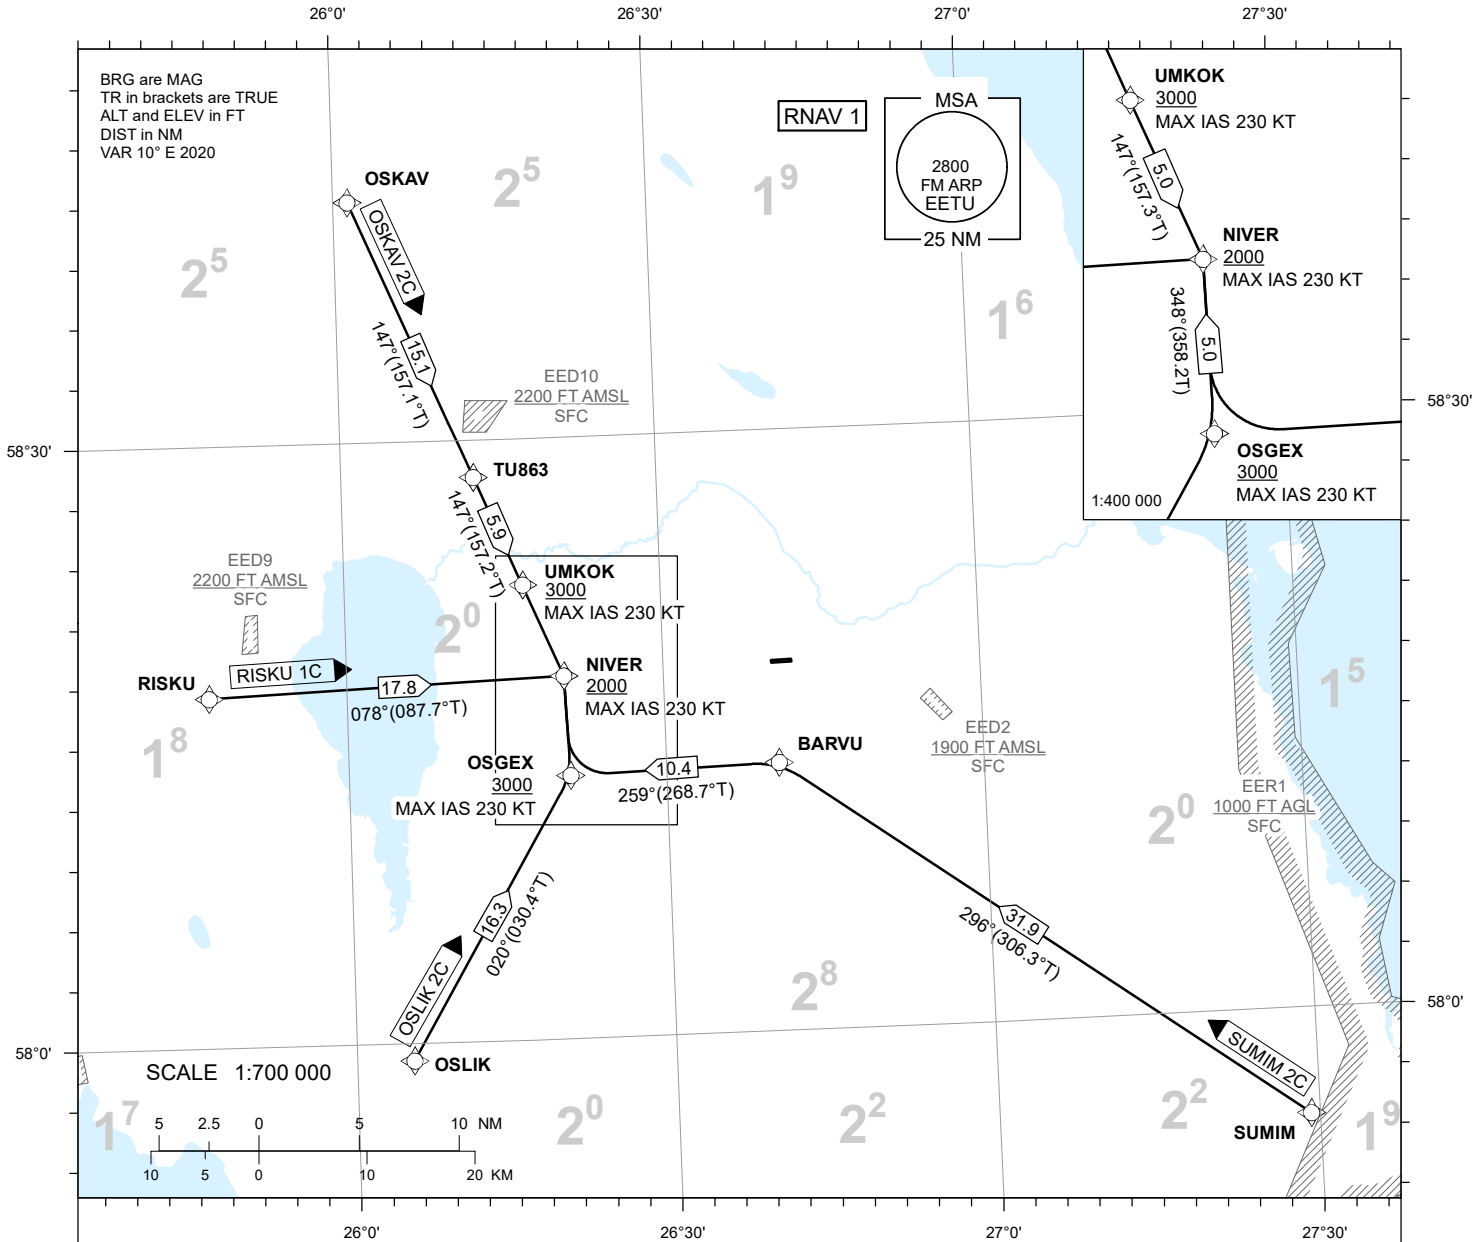 26°0'
26°30'
27°0'
27°30'
BRG are MAG
TR in brackets are TRUE
ALT and ELEV in FT
DIST in NM
VAR 10° E 2020
RNAV 1
MSA
2800
FM ARP
EETU
25 NM
UMKOK
3000
MAX IAS 230 KT
147°(157.3°T)
5.0
NIVER
2000
MAX IAS 230 KT
348°(358.2T)
5.0
OSGEX
3000
MAX IAS 230 KT
1:400 000
OSKAV
OSKAV 2C
2⁵
1⁹
2⁵
1⁶
15.1
147°(157.1°T)
EED10
2200 FT AMSL
SFC
58°30'
58°30'
TU863
5.9
147°(157.2°T)
EED9
2200 FT AMSL
SFC
UMKOK
3000
MAX IAS 230 KT
2⁰
RISKU
RISKU 1C
17.8
078°(087.7°T)
NIVER
2000
MAX IAS 230 KT
1⁸
1⁵
OSGEX
3000
MAX IAS 230 KT
10.4
259°(268.7°T)
BARVU
EED2
1900 FT AMSL
SFC
EER1
1000 FT AGL
SFC
2⁰
16.3
020°(030.4°T)
OSLIK 2C
31.9
296°(306.3°T)
2⁸
58°0'
58°0'
OSLIK
SUMIM 2C
SUMIM
SCALE 1:700 000
1⁷
2⁰
2²
2²
1⁹
5 2.5 0 5 10 NM
10 5 0 10 20 KM
26°0'
26°30'
27°0'
27°30'